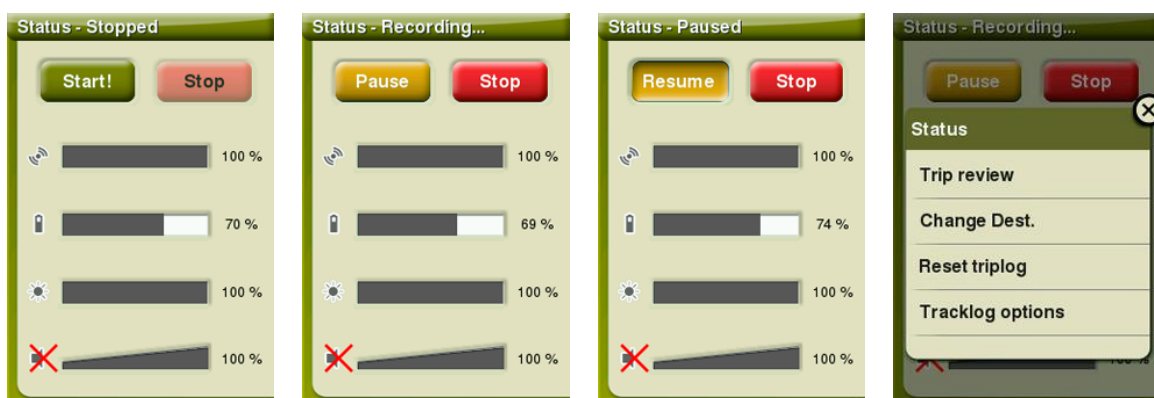 Status - Stopped
Start! Stop
100 %
70 %
100 %
100 %
Status - Recording...
Pause Stop
100 %
69 %
100 %
100 %
Status - Paused
Resume Stop
100 %
74 %
100 %
100 %
Status - Recording...
Pause Stop
Status
Trip review
Change Dest.
Reset triplog
Tracklog options